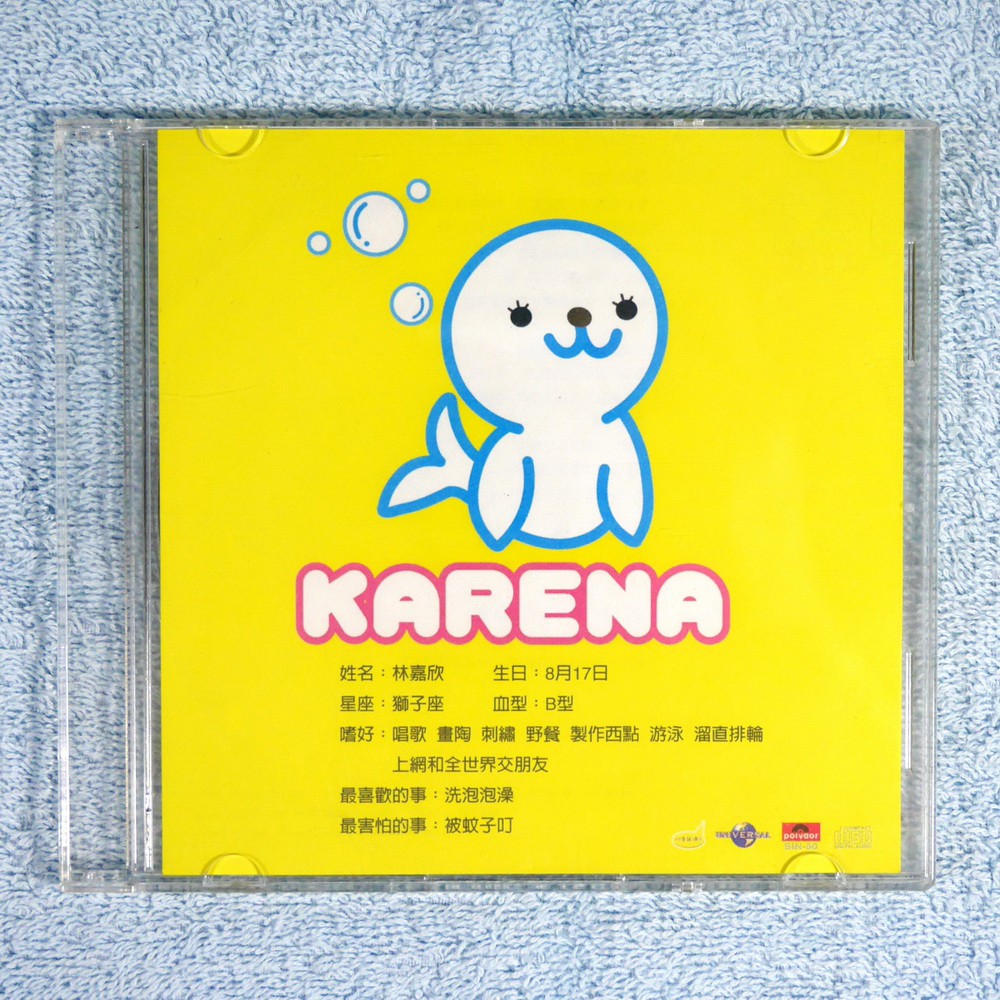 KARENA
姓名：林嘉欣 生日：8月17日
星座：獅子座 血型：B型
嗜好：唱歌 畫陶 刺繡 野餐 製作西點 游泳 溜直排輪
上網和全世界交朋友
最喜歡的事：洗泡泡澡
最害怕的事：被蚊子叮
UNIVERSAL
polydor